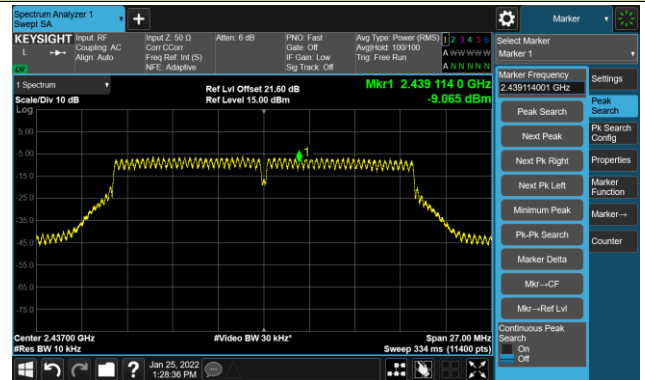 Spectrum Analyzer 1
Swept SA
Marker
KEYSIGHT
Input: RF
Coupling: AC
Align: Auto
Input Z: 50 Ω
Corr CCorr
Freq Ref: Int (S)
NFE: Adaptive
Atten: 6 dB
PNO: Fast
Gate: Off
IF Gain: Low
Sig Track: Off
Avg Type: Power (RMS)
Avg|Hold: 100/100
Trig: Free Run
1 2 3 4 5 6
A W W W W W
A N N N N N
L
Select Marker
Marker 1
1 Spectrum
Scale/Div 10 dB
Log
Ref Lvl Offset 21.60 dB
Ref Level 15.00 dBm
Mkr1 2.439 114 0 GHz
-9.065 dBm
5.00
-5.00
-15.0
-25.0
-35.0
-45.0
-55.0
-65.0
-75.0
1
Center 2.43700 GHz
#Res BW 10 kHz
#Video BW 30 kHz*
Span 27.00 MHz
Sweep 334 ms (11400 pts)
Marker Frequency
2.439114001 GHz
Peak Search
Next Peak
Next Pk Right
Next Pk Left
Minimum Peak
Pk-Pk Search
Marker Delta
Mkr→CF
Mkr→Ref Lvl
Continuous Peak
Search
On
Off
Settings
Peak
Search
Pk Search
Config
Properties
Marker
Function
Marker→
Counter
Jan 25, 2022
1:28:36 PM